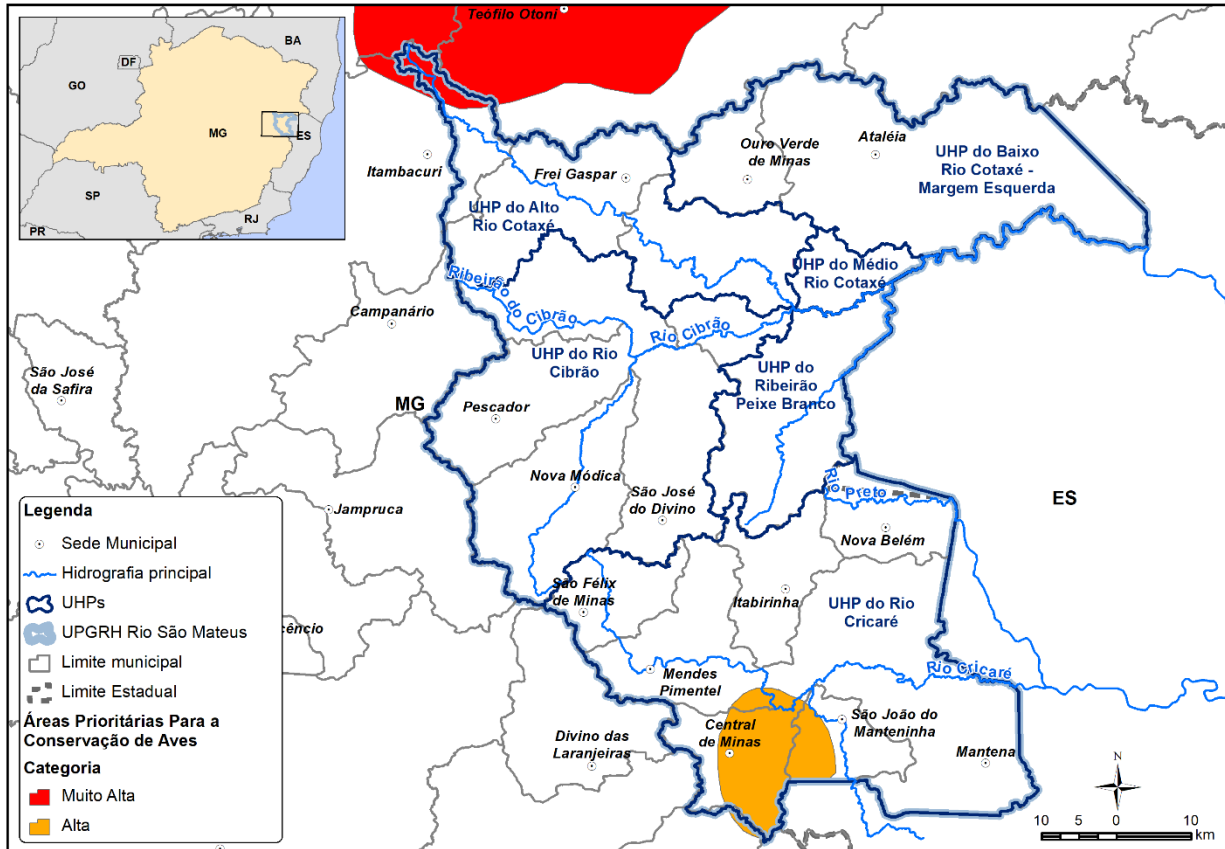 BA
DF
GO
MG
ES
SP
RJ
PR
Teófilo Otoni
Itambacuri
Frei Gaspar
Ouro Verde
de Minas
Ataléia
UHP do Baixo
Rio Cotaxé -
Margem Esquerda
UHP do Alto
Rio Cotaxé
UHP do Médio
Rio Cotaxé
Ribeirão do Cibrão
Rio Cibrão
Campanário
São José
da Safira
UHP do Rio
Cibrão
UHP do
Ribeirão
Peixe Branco
MG
Pescador
Nova Módica
São José
do Divino
Rio Preto
ES
Jampruca
Nova Belém
São Félix
de Minas
Itabirinha
UHP do Rio
Cricaré
cêncio
Rio Cricaré
Mendes
Pimentel
Divino das
Laranjeiras
Central
de Minas
São João do
Manteninha
Mantena
Legenda
Sede Municipal
Hidrografia principal
UHPs
UPGRH Rio São Mateus
Limite municipal
Limite Estadual
Áreas Prioritárias Para a
Conservação de Aves
Categoria
Muito Alta
Alta
N
10 5 0 10
km